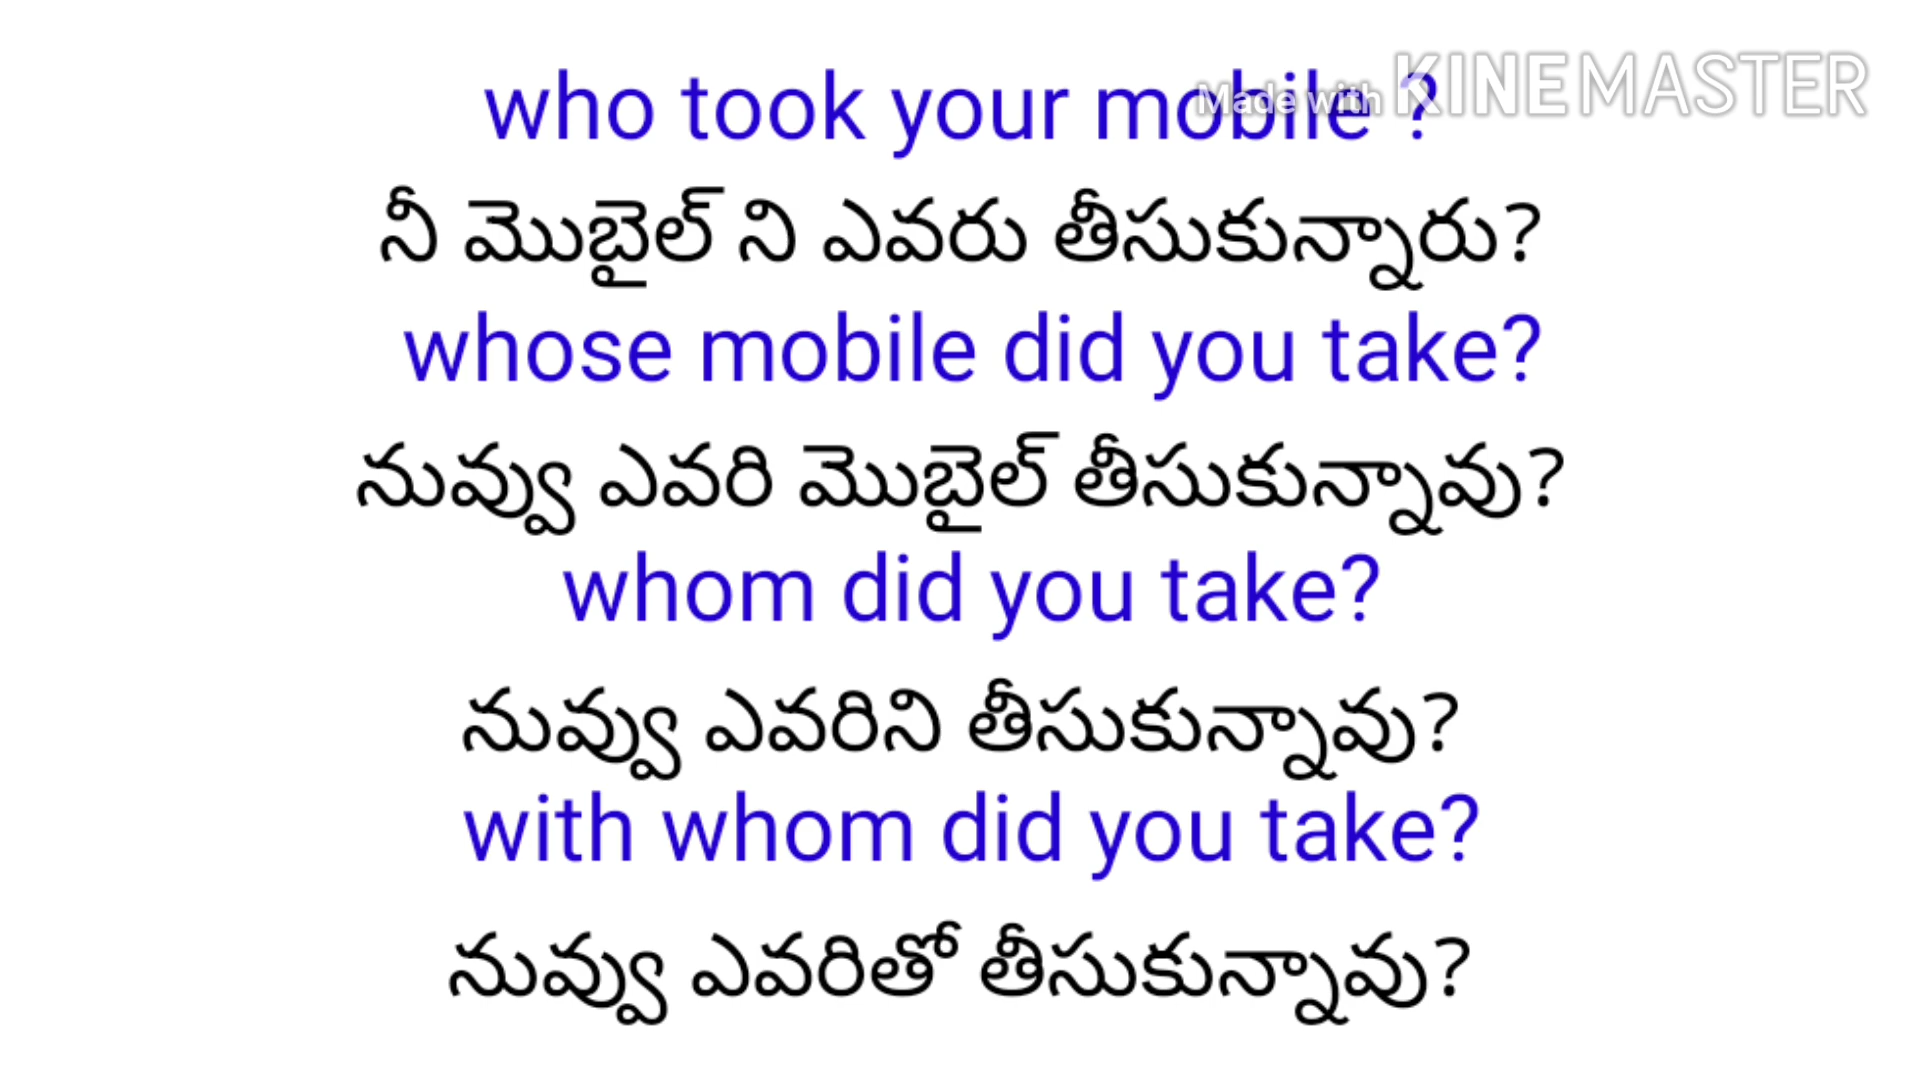 who took your mobile ?
Made with KINEMASTER
నీ మొబైల్ ని ఎవరు తీసుకున్నారు?
whose mobile did you take?
నువ్వు ఎవరి మొబైల్ తీసుకున్నావు?
whom did you take?
నువ్వు ఎవరిని తీసుకున్నావు?
with whom did you take?
నువ్వు ఎవరితో తీసుకున్నావు?